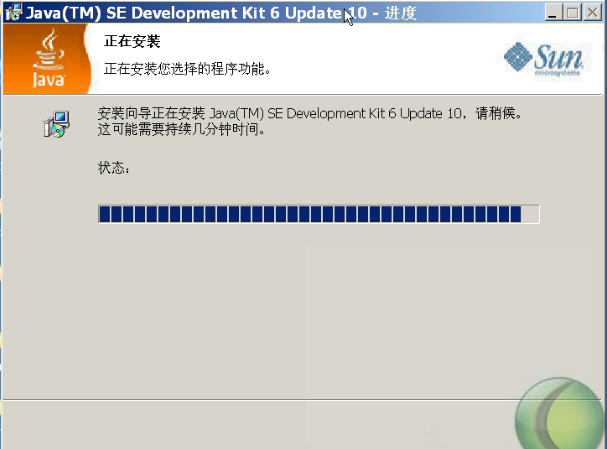 Java(TM) SE Development Kit 6 Update 10 - 进度
正在安装
正在安装您选择的程序功能。
Java
Sun
microsystems
安装向导正在安装 Java(TM) SE Development Kit 6 Update 10，请稍候。
这可能需要持续几分钟时间。
状态：